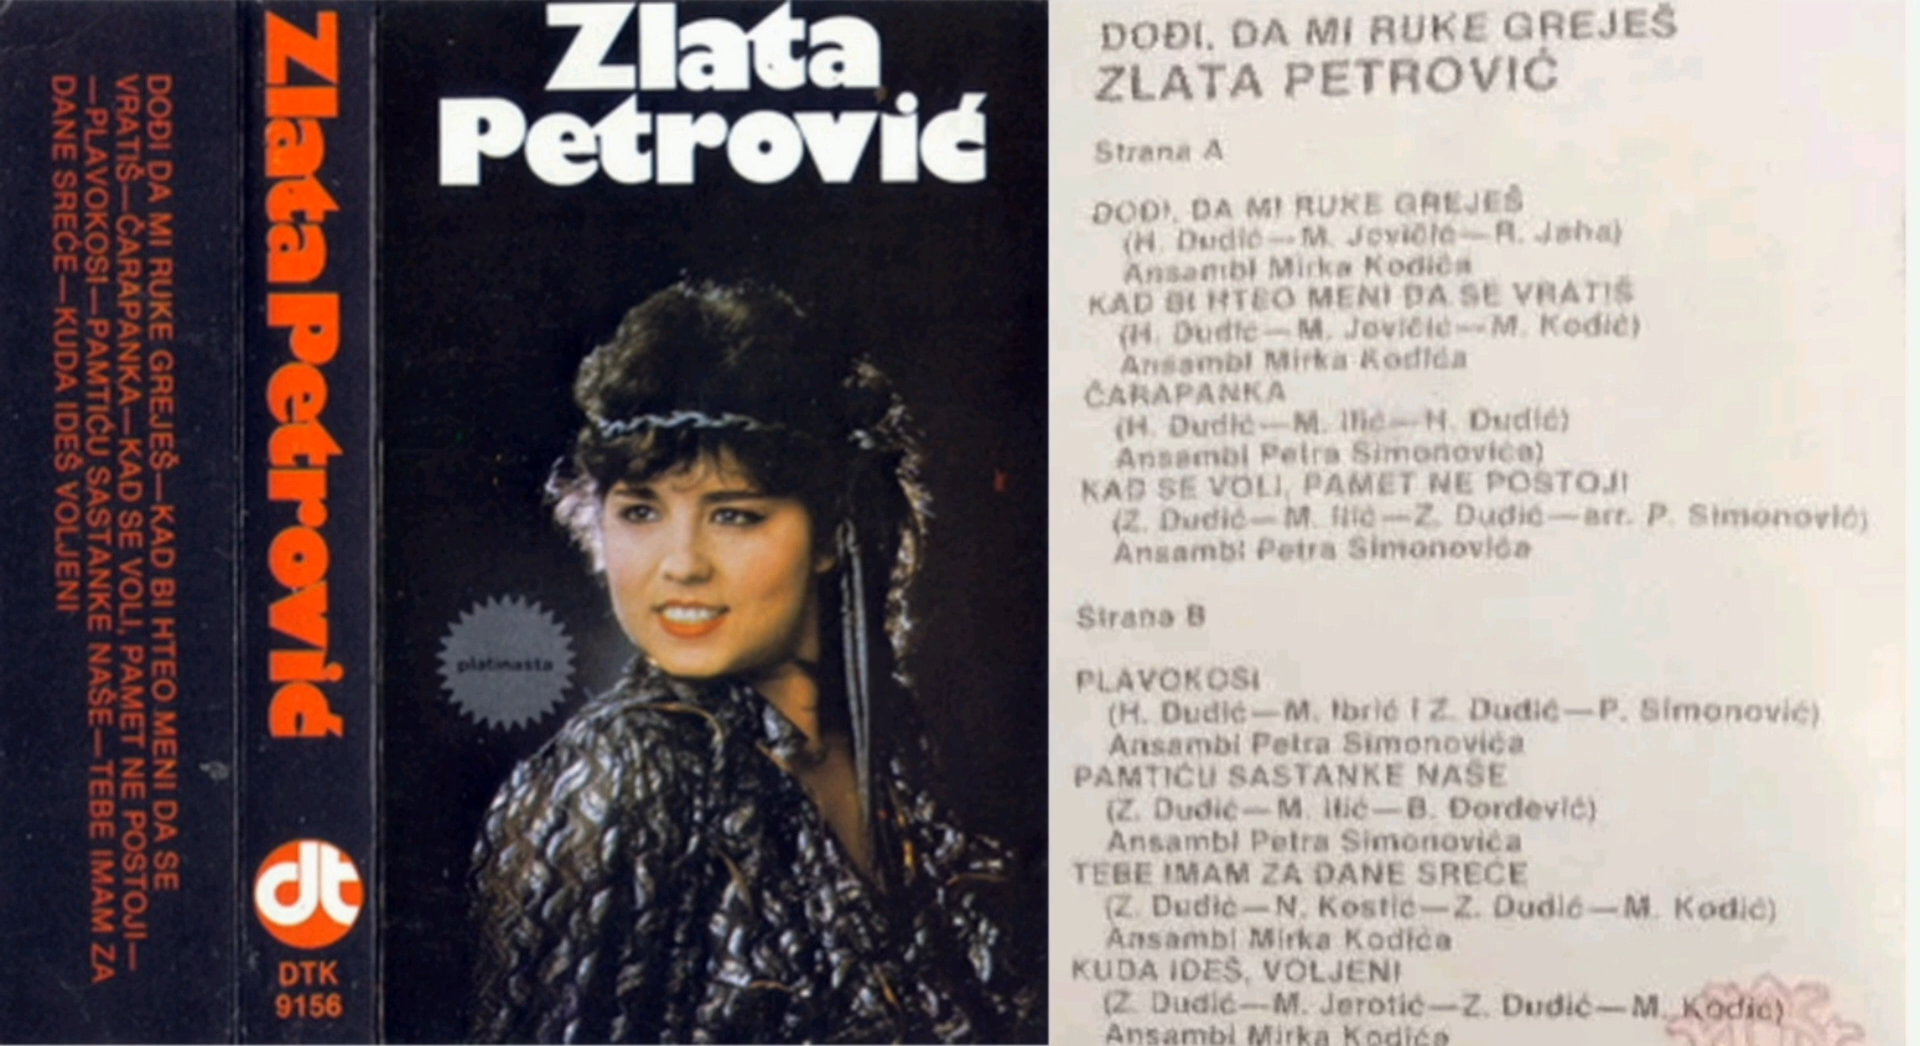 DOĐI DA MI RUKE GREJEŠ—KAD BI HTEO MENI DA SE
VRATIŠ—ČARAPANKA—KAD SE VOLI, PAMET NE POSTOJI—
—PLAVOKOSI—PAMTIĆU SASTANKE NAŠE—TEBE IMAM ZA
DANE SREĆE—KUDA IDEŠ VOLJENI
Zlata Petrović
dt
DTK
9156
Zlata
Petrović
platinasta
DOĐI, DA MI RUKE GREJEŠ
ZLATA PETROVIĆ
Strana A
DOĐI, DA MI RUKE GREJEŠ
(H. Dudić—M. Jovičić—R. Jaha)
Ansambl Mirka Kodića
KAD BI HTEO MENI DA SE VRATIŠ
(H. Dudić—M. Jovičić—M. Kodić)
Ansambl Mirka Kodića
ČARAPANKA
(H. Dudić—M. Ilić—H. Dudić)
Ansambl Petra Simonovića)
KAD SE VOLI, PAMET NE POSTOJI
(Z. Dudić—M. Ilić—Z. Dudić—arr. P. Simonović)
Ansambl Petra Simonovića
Strana B
PLAVOKOSI
(H. Dudić—M. Ibrić i Z. Dudić—P. Simonović)
Ansambl Petra Simonovića
PAMTIĆU SASTANKE NAŠE
(Z. Dudić—M. Ilić—B. Đorđević)
Ansambl Petra Simonovića
TEBE IMAM ZA DANE SREĆE
(Z. Dudić—N. Kostić—Z. Dudić—M. Kodić)
Ansambl Mirka Kodića
KUDA IDEŠ, VOLJENI
(Z. Dudić—M. Jerotić—Z. Dudić—M. Kodić)
Ansambl Mirka Kodića